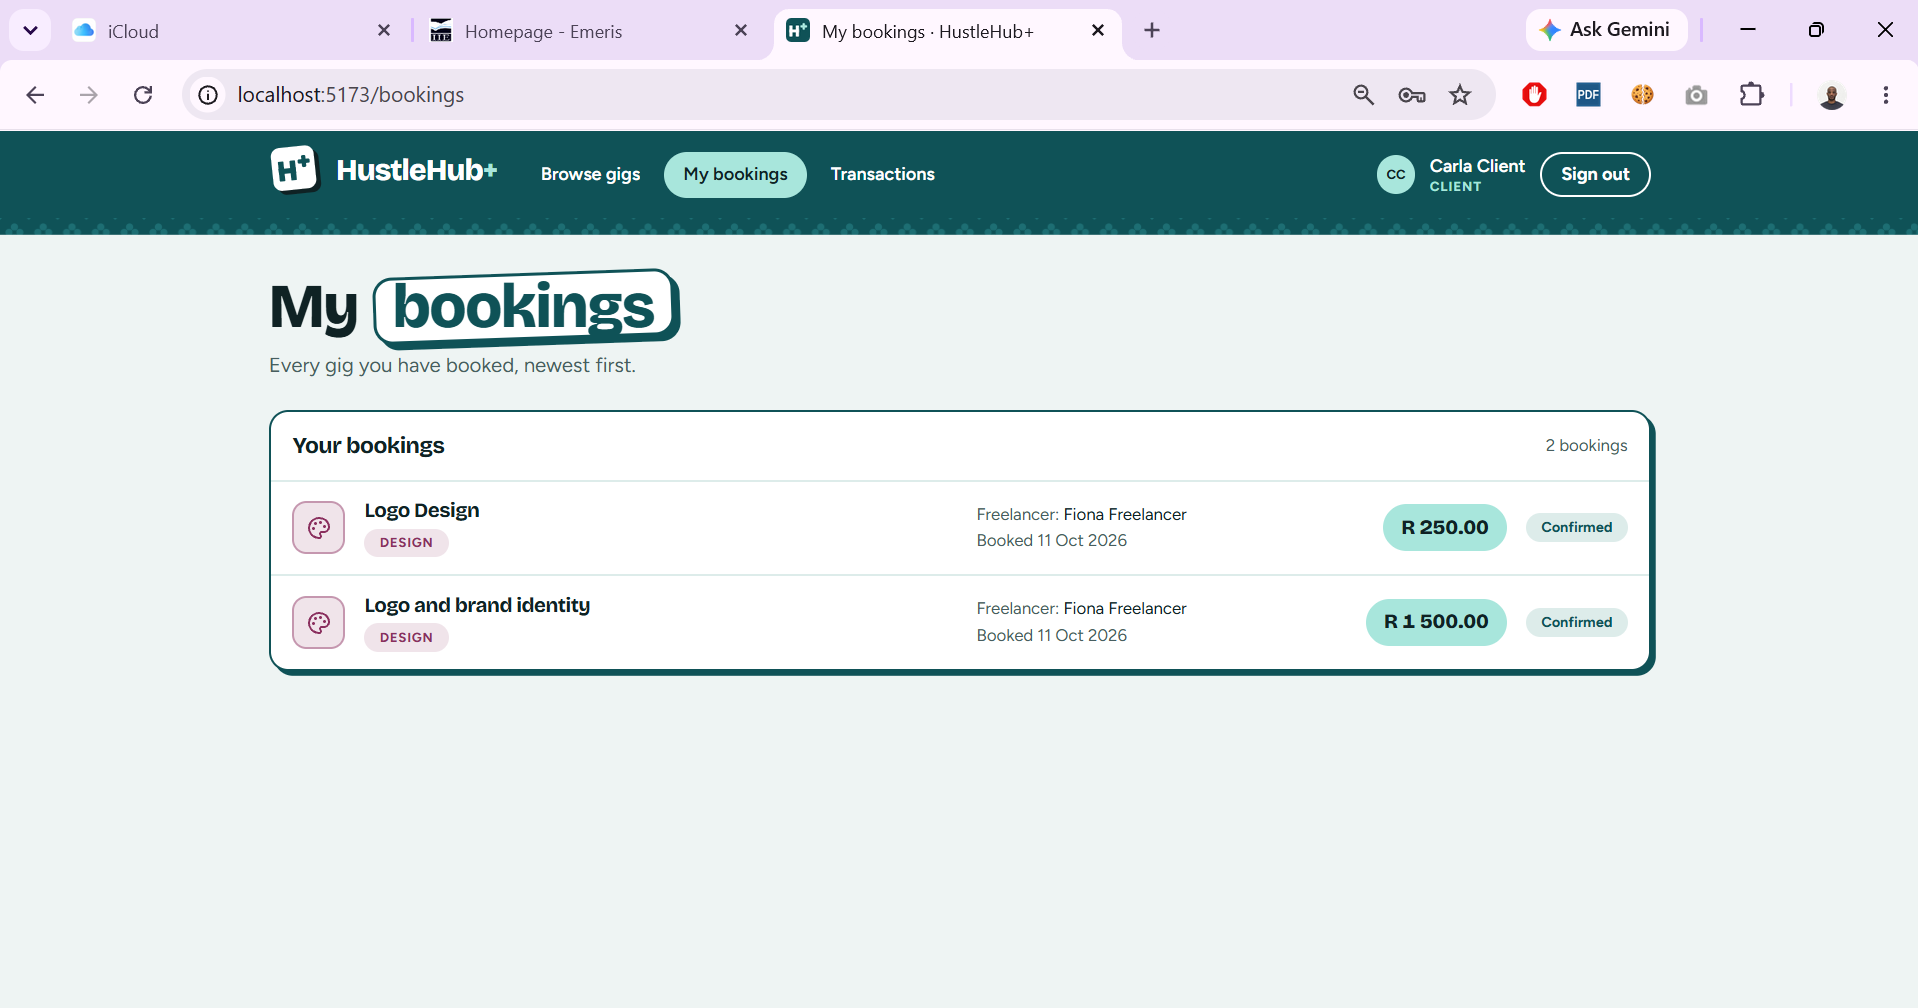 iCloud
Homepage - Emeris
My bookings · HustleHub+
Ask Gemini
localhost:5173/bookings
PDF
H+
HustleHub+
Browse gigs
My bookings
Transactions
CC
Carla Client
CLIENT
Sign out
My bookings
Every gig you have booked, newest first.
Your bookings
2 bookings
Logo Design
DESIGN
Freelancer: Fiona Freelancer
Booked 11 Oct 2026
R 250.00
Confirmed
Logo and brand identity
DESIGN
Freelancer: Fiona Freelancer
Booked 11 Oct 2026
R 1 500.00
Confirmed